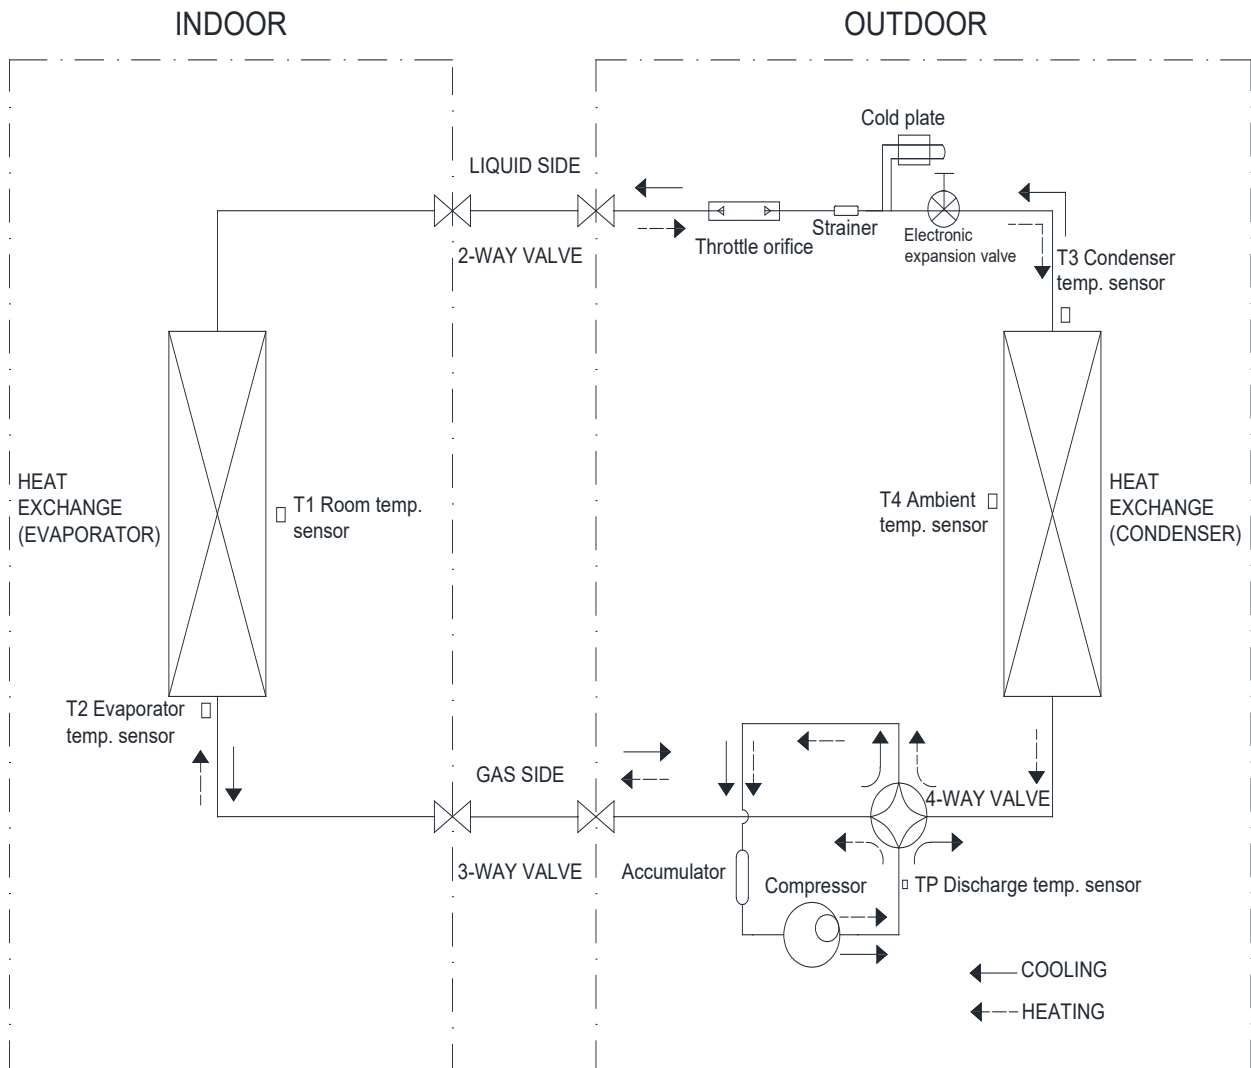 INDOOR
OUTDOOR
Cold plate
LIQUID SIDE
2-WAY VALVE
Throttle orifice
Strainer
Electronic
expansion valve
T3 Condenser
temp. sensor
HEAT
EXCHANGE
(EVAPORATOR)
T1 Room temp.
sensor
T4 Ambient
temp. sensor
HEAT
EXCHANGE
(CONDENSER)
T2 Evaporator
temp. sensor
GAS SIDE
3-WAY VALVE
4-WAY VALVE
Accumulator
Compressor
TP Discharge temp. sensor
COOLING
HEATING